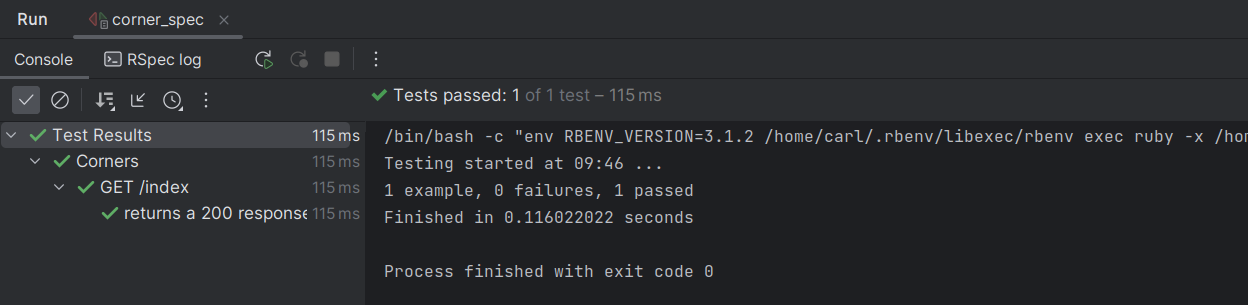 Run corner_spec
Console RSpec log
Tests passed: 1 of 1 test – 115 ms
Test Results 115 ms
Corners 115 ms
GET /index 115 ms
returns a 200 response 115 ms
/bin/bash -c "env RBENV_VERSION=3.1.2 /home/carl/.rbenv/libexec/rbenv exec ruby -x /hom
Testing started at 09:46 ...
1 example, 0 failures, 1 passed
Finished in 0.116022022 seconds
Process finished with exit code 0